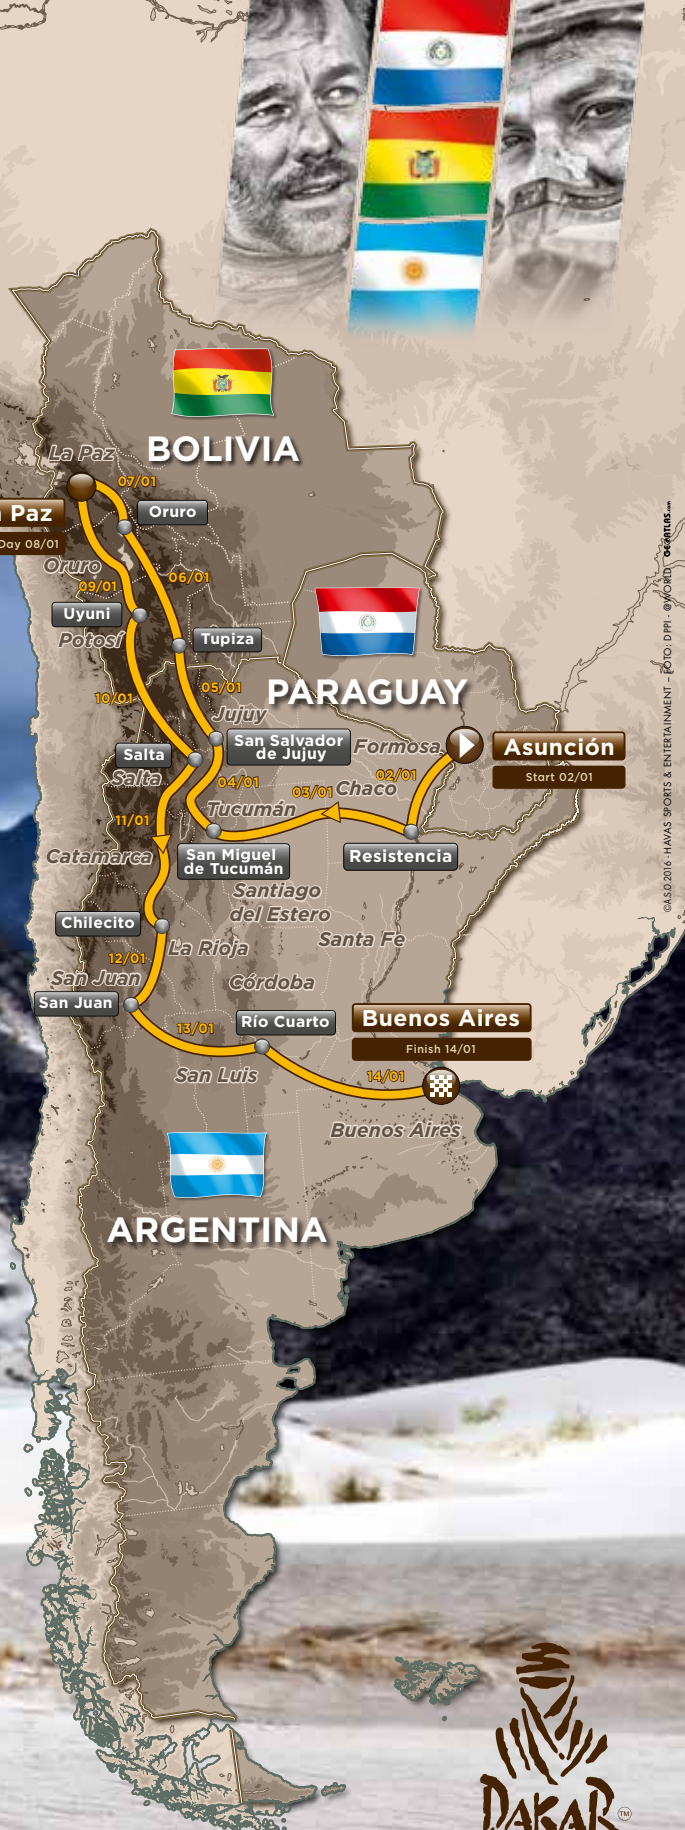 BOLIVIA
La Paz
07/01
Paz
Day 08/01
Oruro
Oruro
06/01
09/01
Uyuni
Potosí
Tupiza
05/01
10/01
PARAGUAY
Jujuy
San Salvador
de Jujuy
Formosa
Asunción
Start 02/01
Salta
Salta
04/01
03/01
Chaco
02/01
Tucumán
11/01
Catamarca
San Miguel
de Tucumán
Resistencia
Santiago
del Estero
Chilecito
La Rioja
Santa Fe
12/01
San Juan
Córdoba
San Juan
13/01
Río Cuarto
Buenos Aires
Finish 14/01
San Luis
14/01
Buenos Aires
ARGENTINA
©A.S.O.2016 - HAVAS SPORTS & ENTERTAINMENT – FOTO: DPPI - @WORLD GEOATLAS.com
DAKAR
TM